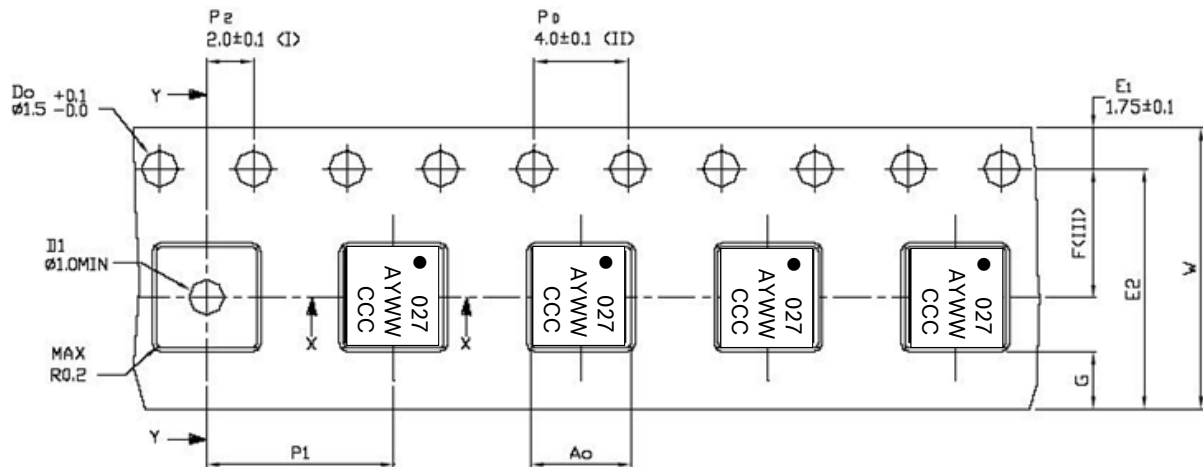 P2
2.0±0.1 (I)
P0
4.0±0.1 (II)
Do +0.1
ø1.5 -0.0
Y
E1
1.75±0.1
D1
ø1.0MIN
MAX
R0.2
X
X
027
AYWW
CCC
027
AYWW
CCC
027
AYWW
CCC
027
AYWW
CCC
F(III)
E2
W
G
Y
P1
Ao